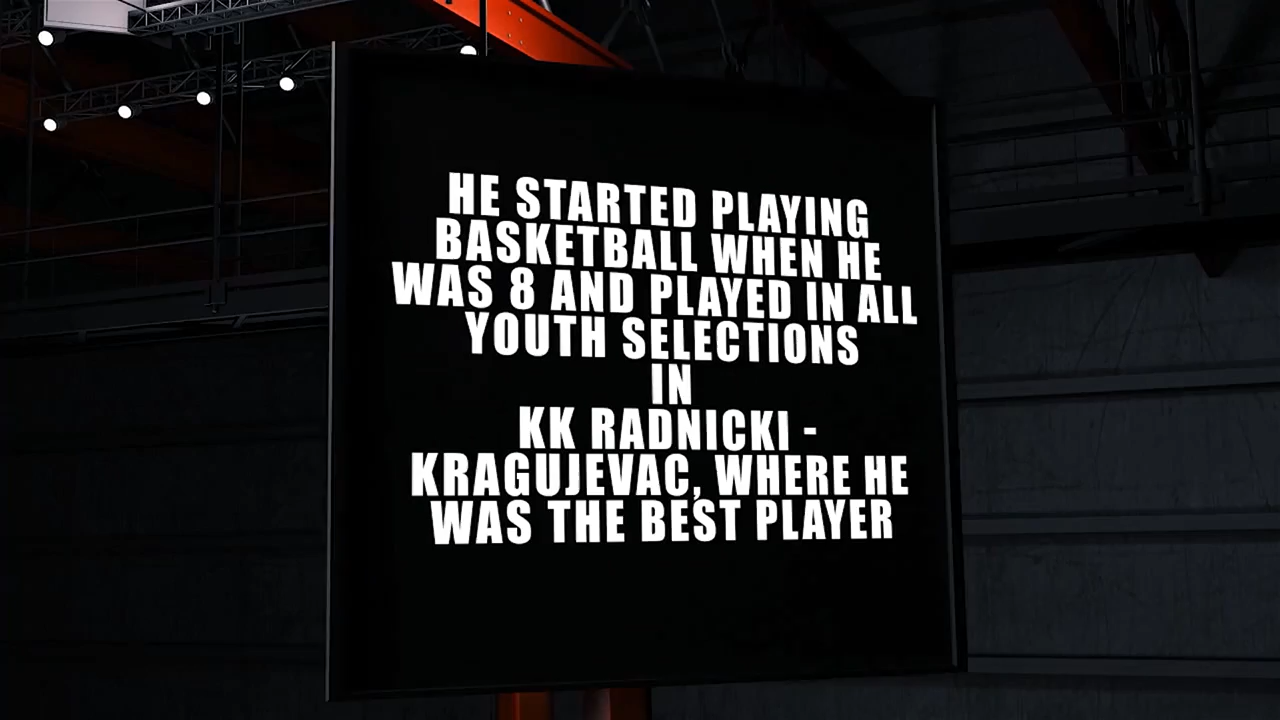 HE STARTED PLAYING
BASKETBALL WHEN HE
WAS 8 AND PLAYED IN ALL
YOUTH SELECTIONS
IN
KK RADNICKI -
KRAGUJEVAC, WHERE HE
WAS THE BEST PLAYER